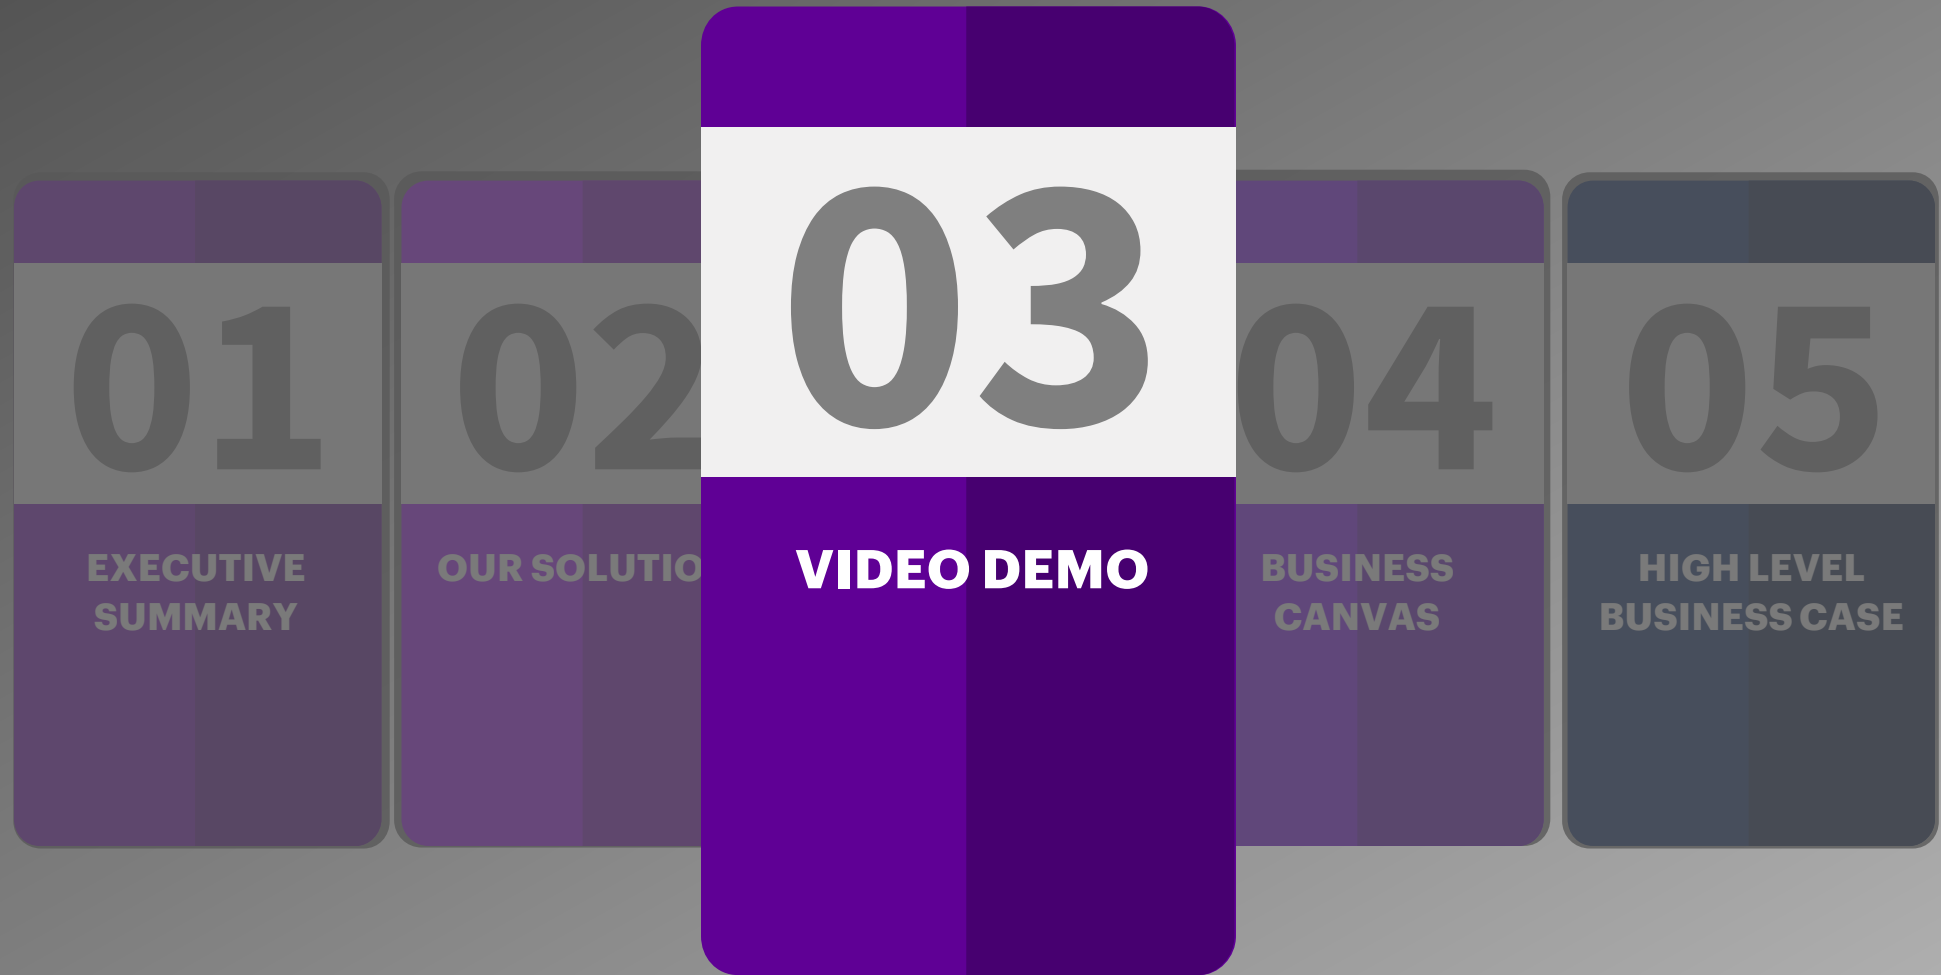 01
EXECUTIVE
SUMMARY
02
OUR SOLUTIO
03
VIDEO DEMO
04
BUSINESS
CANVAS
05
HIGH LEVEL
BUSINESS CASE